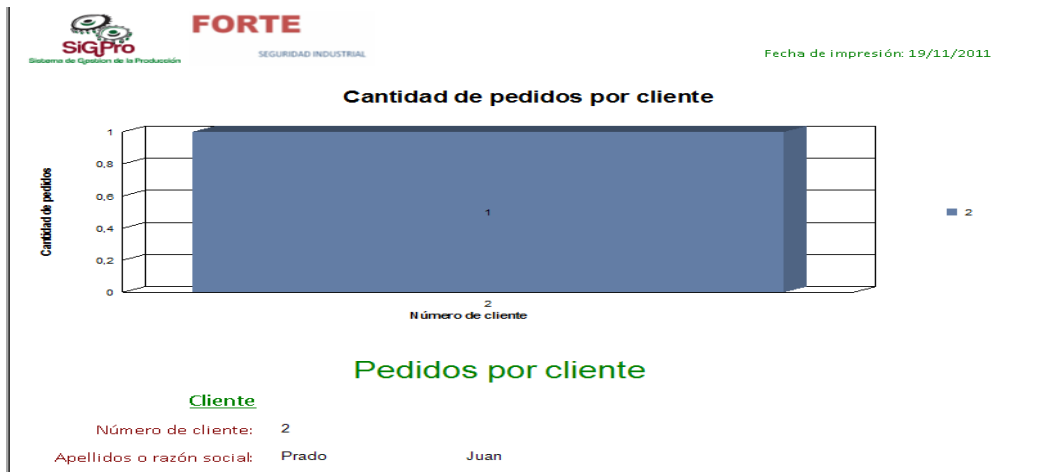 SiGPro
Sistema de Gestion de la Producción
FORTE
SEGURIDAD INDUSTRIAL
Fecha de impresión: 19/11/2011
Cantidad de pedidos por cliente
Cantidad de pedidos
1
0,8
0,6
0,4
0,2
0
1
2
2
Número de cliente
Pedidos por cliente
Cliente
Número de cliente: 2
Apellidos o razón social: Prado Juan